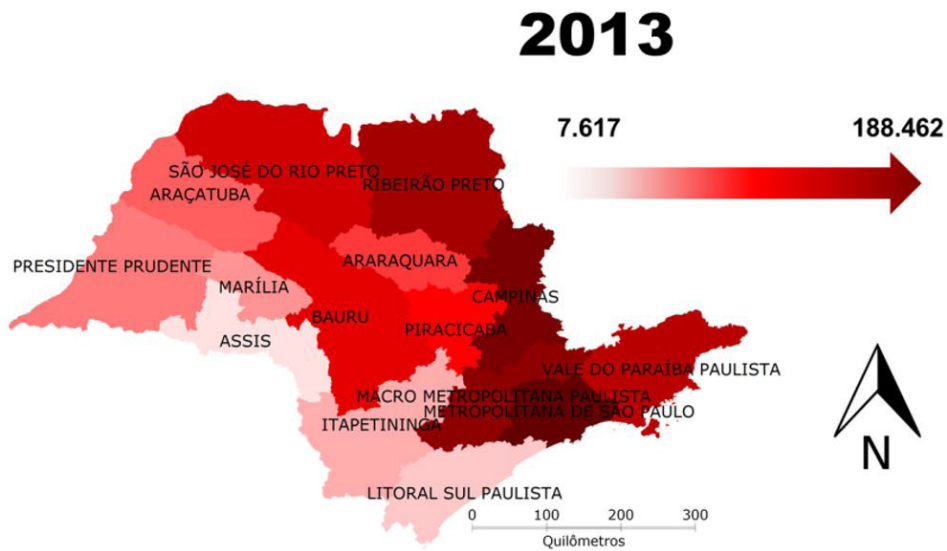 2013
7.617
188.462
SÃO JOSÉ DO RIO PRETO
RIBEIRÃO PRETO
ARAÇATUBA
ARARAQUARA
PRESIDENTE PRUDENTE
MARÍLIA
CAMPINAS
BAURU
PIRACICABA
ASSIS
VALE DO PARAÍBA PAULISTA
MACRO METROPOLITANA PAULISTA
METROPOLITANA DE SÃO PAULO
ITAPETININGA
N
LITORAL SUL PAULISTA
0 100 200 300
Quilômetros